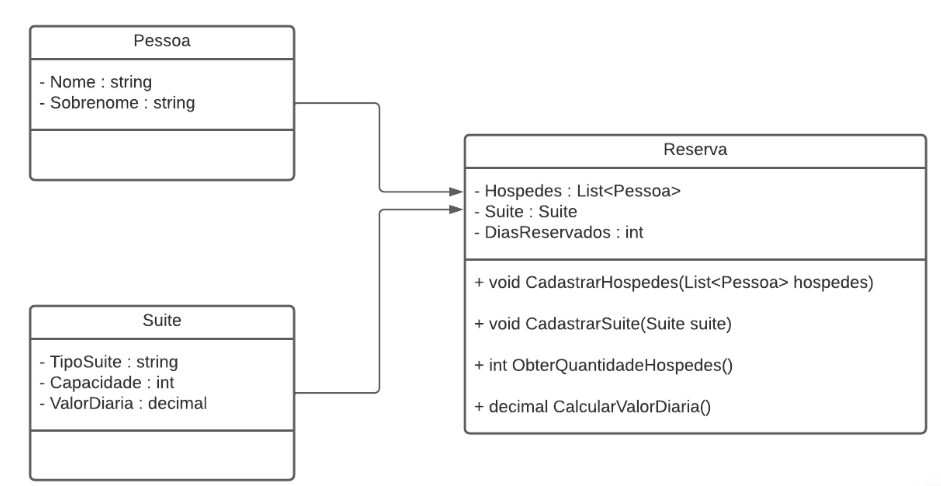 Pessoa
- Nome : string
- Sobrenome : string
Reserva
- Hospedes : List<Pessoa>
- Suite : Suite
- DiasReservados : int
+ void CadastrarHospedes(List<Pessoa> hospedes)
+ void CadastrarSuite(Suite suite)
+ int ObterQuantidadeHospedes()
+ decimal CalcularValorDiaria()
Suite
- TipoSuite : string
- Capacidade : int
- ValorDiaria : decimal